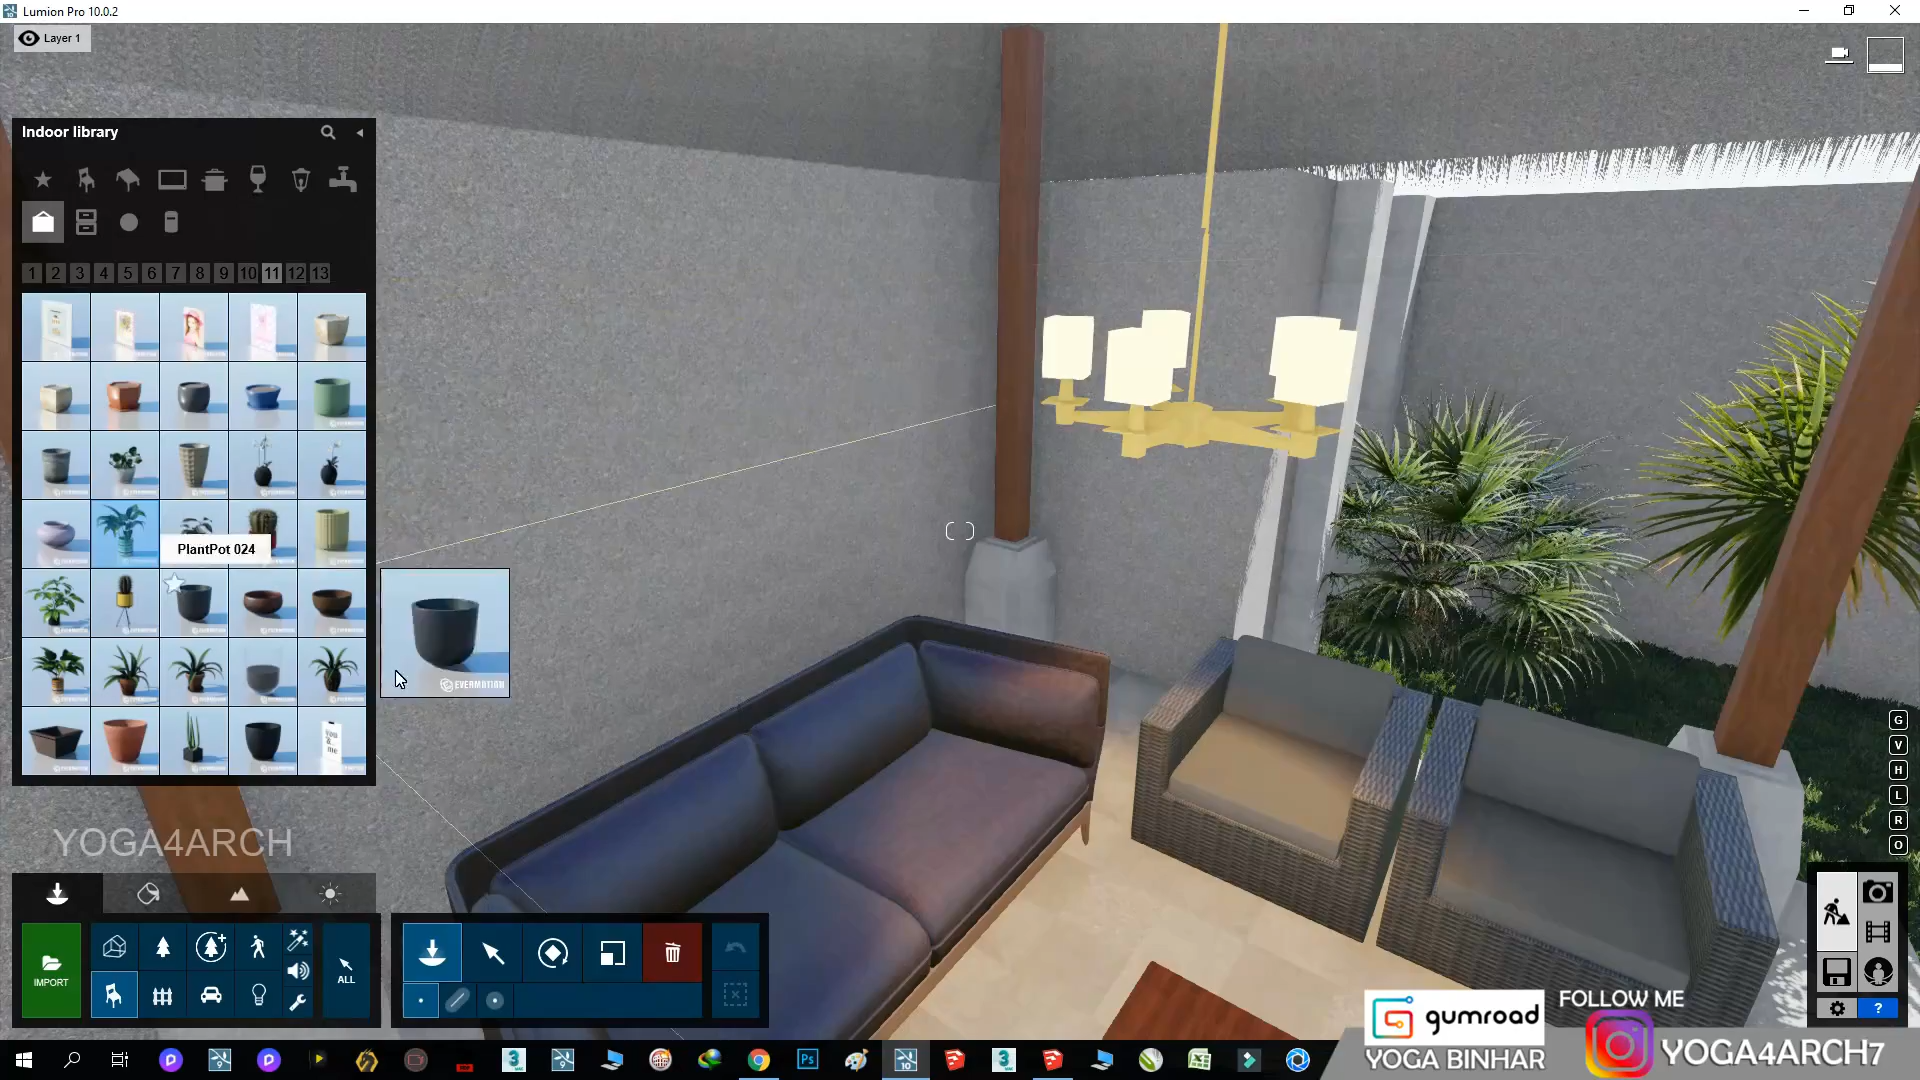 Lumion Pro 10.0.2
Layer 1
Indoor library
1 2 3 4 5 6 7 8 9 10 11 12 13
PlantPot 024
EVERMOTION
YOGA4ARCH
G
V
H
L
R
O
IMPORT
ALL
?
gumroad
YOGA BINHAR
FOLLOW ME
YOGA4ARCH7
Ps